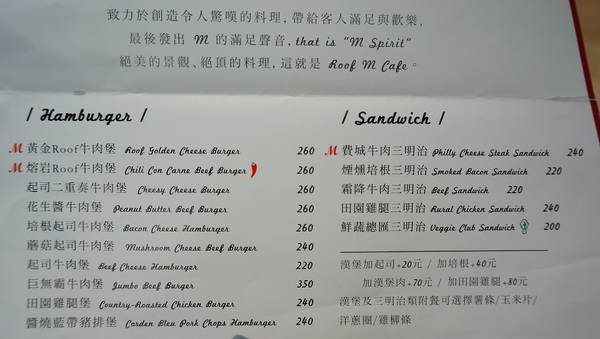 致力於創造令人驚嘆的料理,帶給客人滿足與歡樂,
最後發出 M 的滿足聲音,that is "M Spirit"
絕美的景觀、絕頂的料理,這就是 Roof M Cafe。
/ Hamburger /
M 黃金Roof牛肉堡 Roof Golden Cheese Burger 260
M 熔岩Roof牛肉堡 Chili Con Carne Beef Burger 260
起司二重奏牛肉堡 Cheesy Cheese Burger 260
花生醬牛肉堡 Peanut Butter Beef Burger 260
培根起司牛肉堡 Bacon Cheese Hamburger 260
蘑菇起司牛肉堡 Mushroom Cheese Beef Burger 240
起司牛肉堡 Beef Cheese Hamburger 220
巨無霸牛肉堡 Jumbo Beef Burger 350
田園雞腿堡 Country-Roasted Chicken Burger 240
醬燒藍帶豬排堡 Corden Bleu Pork Chops Hamburger 240
/ Sandwich /
M 費城牛肉三明治 Philly Cheese Steak Sandwich 240
煙燻培根三明治 Smoked Bacon Sandwich 220
霜降牛肉三明治 Beef Sandwich 220
田園雞腿三明治 Rural Chicken Sandwich 240
鮮蔬總匯三明治 Veggie Club Sandwich 200
漢堡加起司+20元 / 加培根+40元
加漢堡肉+70元 / 加田園雞腿+80元
漢堡及三明治類附餐可選擇薯條/玉米片/
洋蔥圈/雞柳條